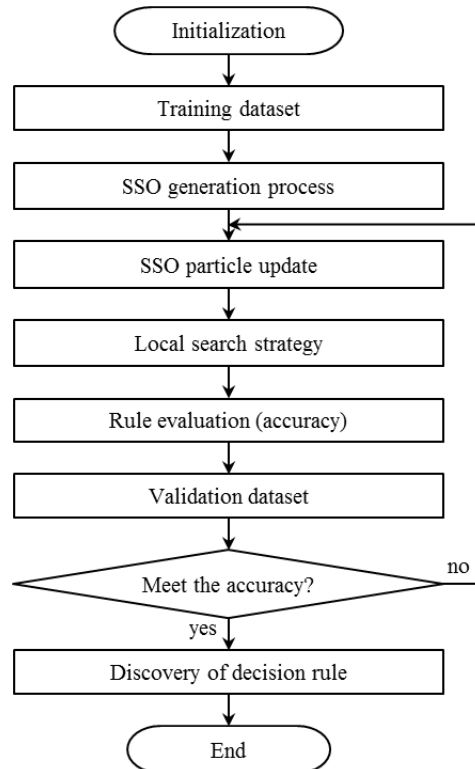 Initialization
Training dataset
SSO generation process
SSO particle update
Local search strategy
Rule evaluation (accuracy)
Validation dataset
Meet the accuracy?
no
yes
Discovery of decision rule
End